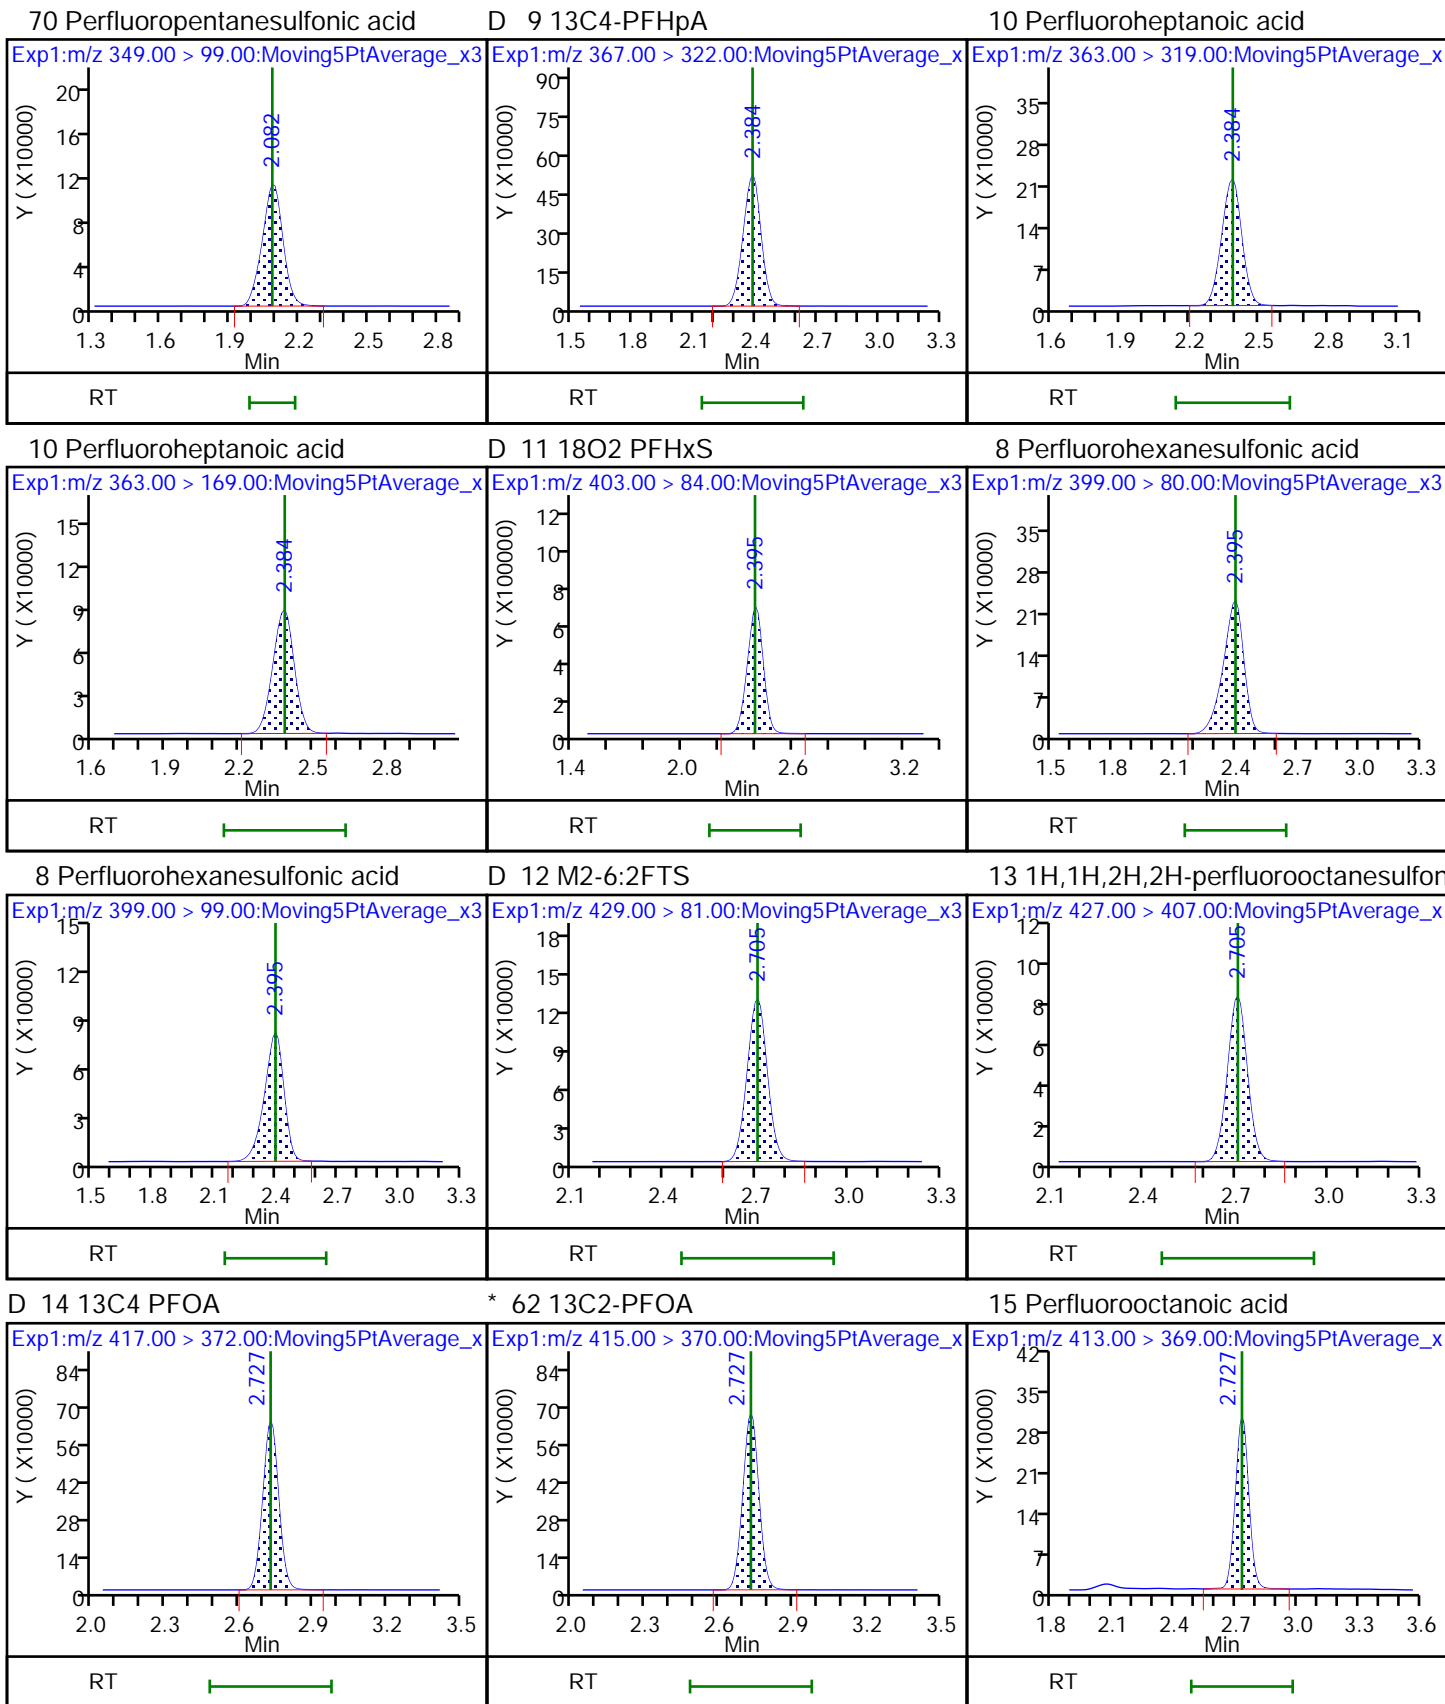 70 Perfluoropentanesulfonic acid
Exp1:m/z 349.00 > 99.00:Moving5PtAverage_x3
Y ( X10000)
20
16
12
8
4
0
2.082
1.3 1.6 1.9 2.2 2.5 2.8
Min
RT
D 9 13C4-PFHpA
Exp1:m/z 367.00 > 322.00:Moving5PtAverage_x
Y ( X10000)
90
75
60
45
30
15
0
2.384
1.5 1.8 2.1 2.4 2.7 3.0 3.3
Min
RT
10 Perfluoroheptanoic acid
Exp1:m/z 363.00 > 319.00:Moving5PtAverage_x
Y ( X10000)
35
28
21
14
7
0
2.384
1.6 1.9 2.2 2.5 2.8 3.1
Min
RT
10 Perfluoroheptanoic acid
Exp1:m/z 363.00 > 169.00:Moving5PtAverage_x
Y ( X10000)
15
12
9
6
3
0
2.384
1.6 1.9 2.2 2.5 2.8
Min
RT
D 11 18O2 PFHxS
Exp1:m/z 403.00 > 84.00:Moving5PtAverage_x3
Y ( X100000)
12
10
8
6
4
2
0
2.395
1.4 2.0 2.6 3.2
Min
RT
8 Perfluorohexanesulfonic acid
Exp1:m/z 399.00 > 80.00:Moving5PtAverage_x3
Y ( X10000)
35
28
21
14
7
0
2.395
1.5 1.8 2.1 2.4 2.7 3.0 3.3
Min
RT
8 Perfluorohexanesulfonic acid
Exp1:m/z 399.00 > 99.00:Moving5PtAverage_x3
Y ( X10000)
15
12
9
6
3
0
2.395
1.5 1.8 2.1 2.4 2.7 3.0 3.3
Min
RT
D 12 M2-6:2FTS
Exp1:m/z 429.00 > 81.00:Moving5PtAverage_x3
Y ( X10000)
18
15
12
9
6
3
0
2.705
2.1 2.4 2.7 3.0 3.3
Min
RT
13 1H,1H,2H,2H-perfluorooctanesulfon
Exp1:m/z 427.00 > 407.00:Moving5PtAverage_x
Y ( X10000)
12
10
8
6
4
2
0
2.705
2.1 2.4 2.7 3.0 3.3
Min
RT
D 14 13C4 PFOA
Exp1:m/z 417.00 > 372.00:Moving5PtAverage_x
Y ( X10000)
84
70
56
42
28
14
0
2.727
2.0 2.3 2.6 2.9 3.2 3.5
Min
RT
* 62 13C2-PFOA
Exp1:m/z 415.00 > 370.00:Moving5PtAverage_x
Y ( X10000)
84
70
56
42
28
14
0
2.727
2.0 2.3 2.6 2.9 3.2 3.5
Min
RT
15 Perfluorooctanoic acid
Exp1:m/z 413.00 > 369.00:Moving5PtAverage_x
Y ( X10000)
42
35
28
21
14
7
0
2.727
1.8 2.1 2.4 2.7 3.0 3.3 3.6
Min
RT